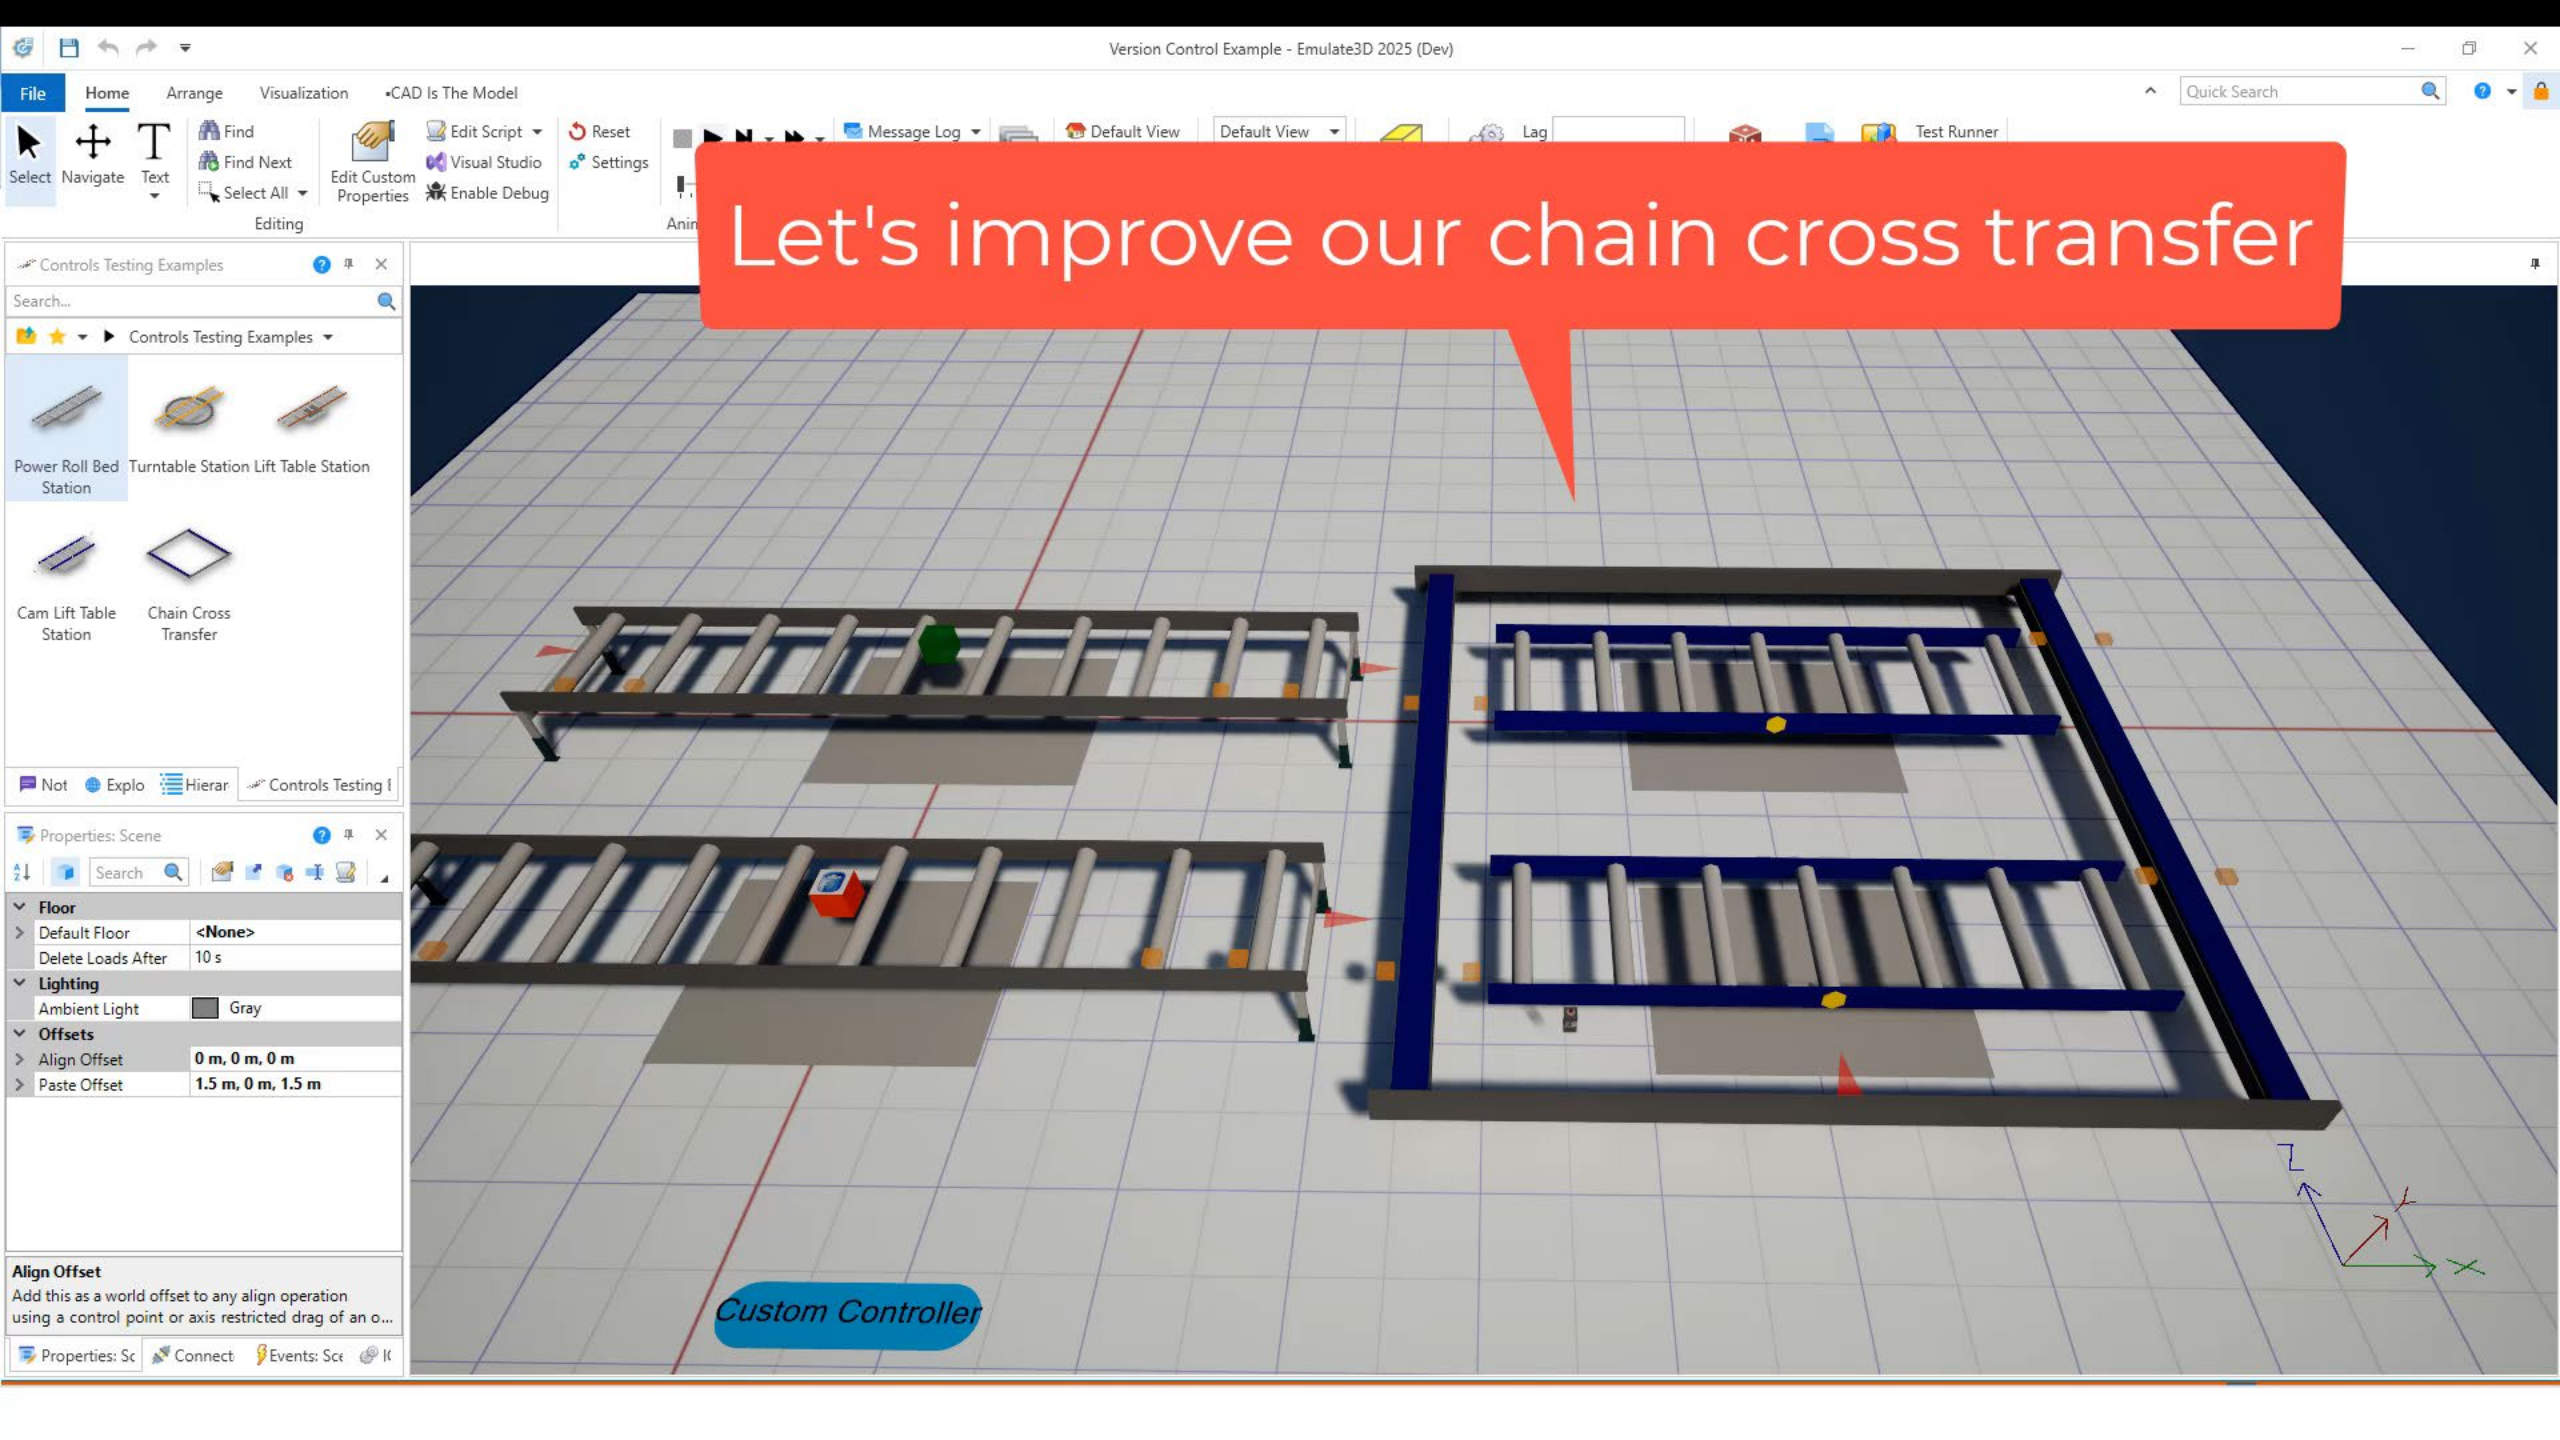 Version Control Example - Emulate3D 2025 (Dev)
File Home Arrange Visualization •CAD Is The Model
Quick Search
Select Navigate Text
Find
Find Next
Select All
Editing
Edit Custom
Properties
Edit Script
Visual Studio
Enable Debug
Reset
Settings
Anin
Message Log
Default View
Default View
Lag
Test Runner
Let's improve our chain cross transfer
Controls Testing Examples
Search...
Controls Testing Examples
Power Roll Bed
Station
Turntable Station
Lift Table Station
Cam Lift Table
Station
Chain Cross
Transfer
Not Explo Hierar Controls Testing E
Properties: Scene
Search
Floor
Default Floor <None>
Delete Loads After 10 s
Lighting
Ambient Light Gray
Offsets
Align Offset 0 m, 0 m, 0 m
Paste Offset 1.5 m, 0 m, 1.5 m
Align Offset
Add this as a world offset to any align operation
using a control point or axis restricted drag of an o...
Properties: Sc Connect Events: Sce
Custom Controller
Z
Y
X